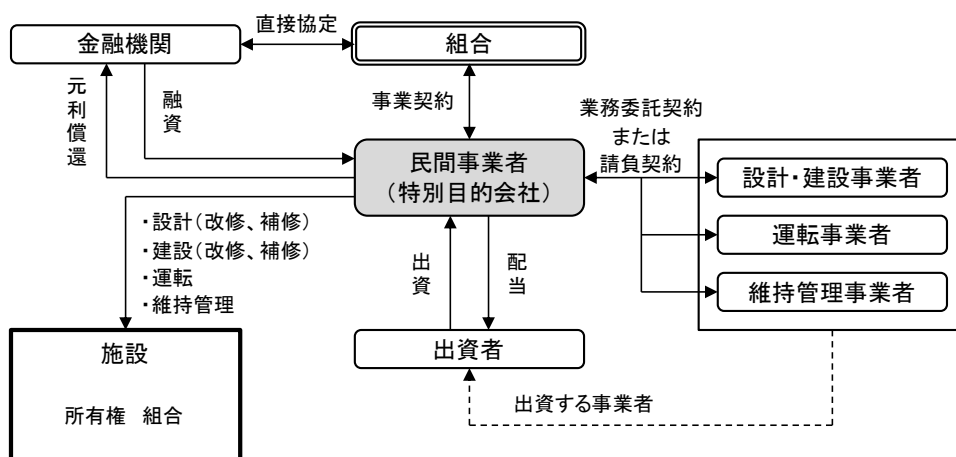 金融機関
直接協定
組合
元利償還
融資
事業契約
業務委託契約
または
請負契約
民間事業者
(特別目的会社)
設計・建設事業者
運転事業者
維持管理事業者
・設計(改修、補修)
・建設(改修、補修)
・運転
・維持管理
出資
配当
施設
所有権 組合
出資者
出資する事業者